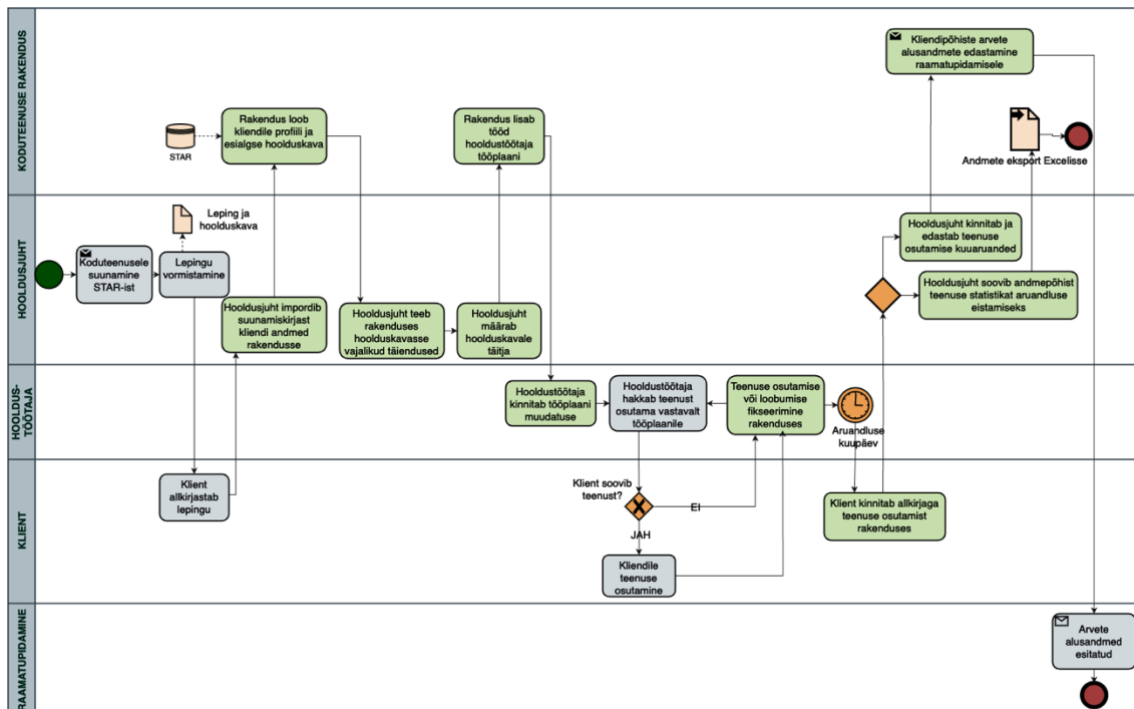 KODUTEENUSE RAKENDUS
Kliendipõhiste arvete
alusandmete edastamine
raamatupidamisele
STAR
Rakendus loob
kliendile profiili ja
esialgse hoolduskava
Rakendus lisab
tööd
hooldustöötaja
tööplaani
Andmete eksport Excelisse
HOOLDUSJUHT
Koduteenusele
suunamine
STAR-ist
Leping ja
hoolduskava
Lepingu
vormistamine
Hooldusjuht impordib
suunamiskirjast
kliendi andmed
rakendusse
Hooldusjuht teeb
rakenduses
hoolduskavasse
vajalikud täiendused
Hooldusjuht
määrab
hoolduskavale
täitja
Hooldusjuht kinnitab ja
edastab teenuse
osutamise kuuaruanded
Hooldusjuht soovib andmepõhist
teenuse statistikat aruandluse
eistamiseks
HOOLDUS-
TÖÖTAJA
Hooldustöötaja
kinnitab tööplaani
muudatuse
Hooldustöötaja
hakkab teenust
osutama vastavalt
tööplaanile
Teenuse osutamise
või loobumise
fikseerimine
rakenduses
Aruandluse
kuupäev
KLIENT
Klient
allkirjastab
lepingu
Klient soovib
teenust?
EI
JAH
Kliendile
teenuse
osutamine
Klient kinnitab allkirjaga
teenuse osutamist
rakenduses
RAAMATUPIDAMINE
Arvete
alusandmed
esitatud